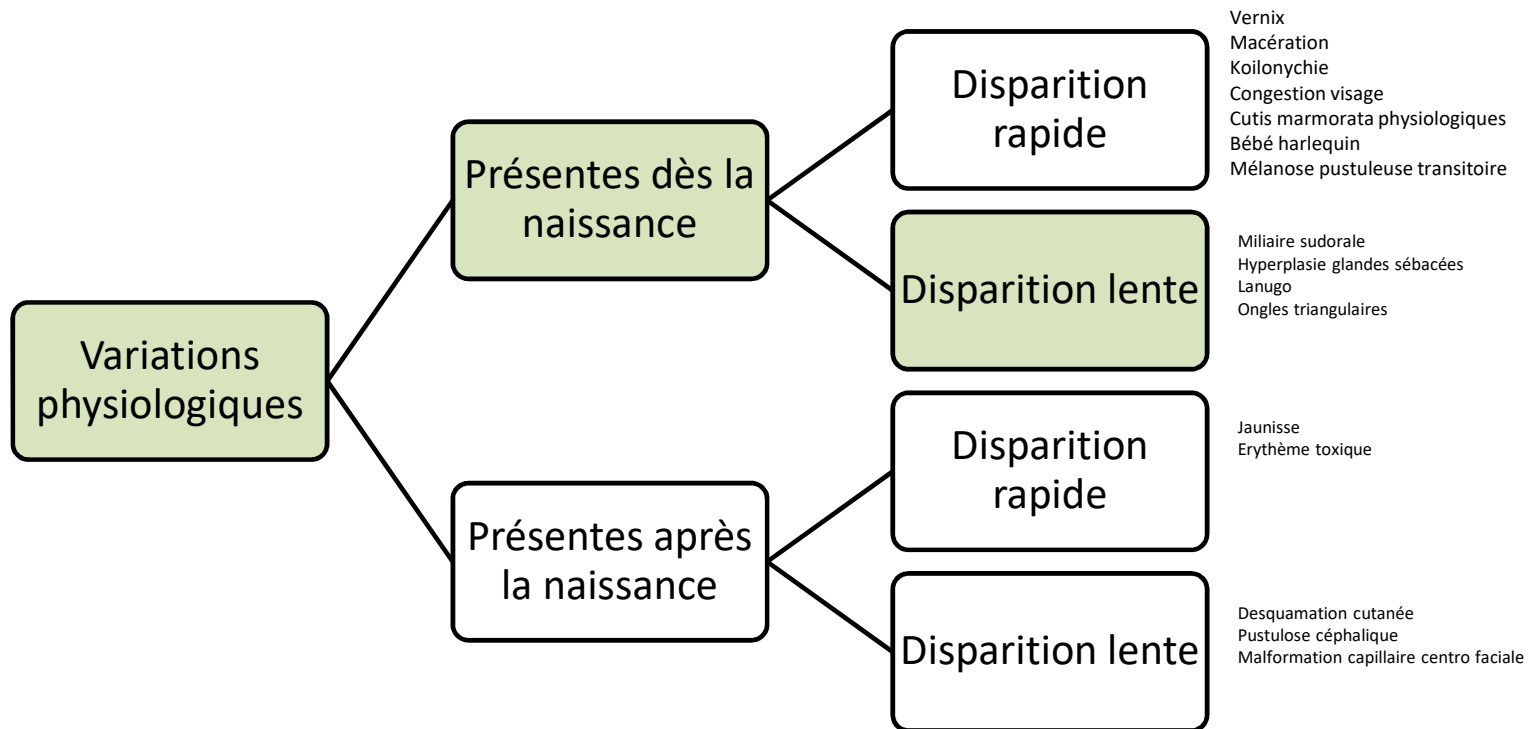 Variations
physiologiques
Présentes dès la
naissance
Disparition
rapide
Vernix
Macération
Koilonychie
Congestion visage
Cutis marmorata physiologiques
Bébé harlequin
Mélanose pustuleuse transitoire
Disparition lente
Miliaire sudorale
Hyperplasie glandes sébacées
Lanugo
Ongles triangulaires
Présentes après
la naissance
Disparition
rapide
Jaunisse
Erythème toxique
Disparition lente
Desquamation cutanée
Pustulose céphalique
Malformation capillaire centro faciale